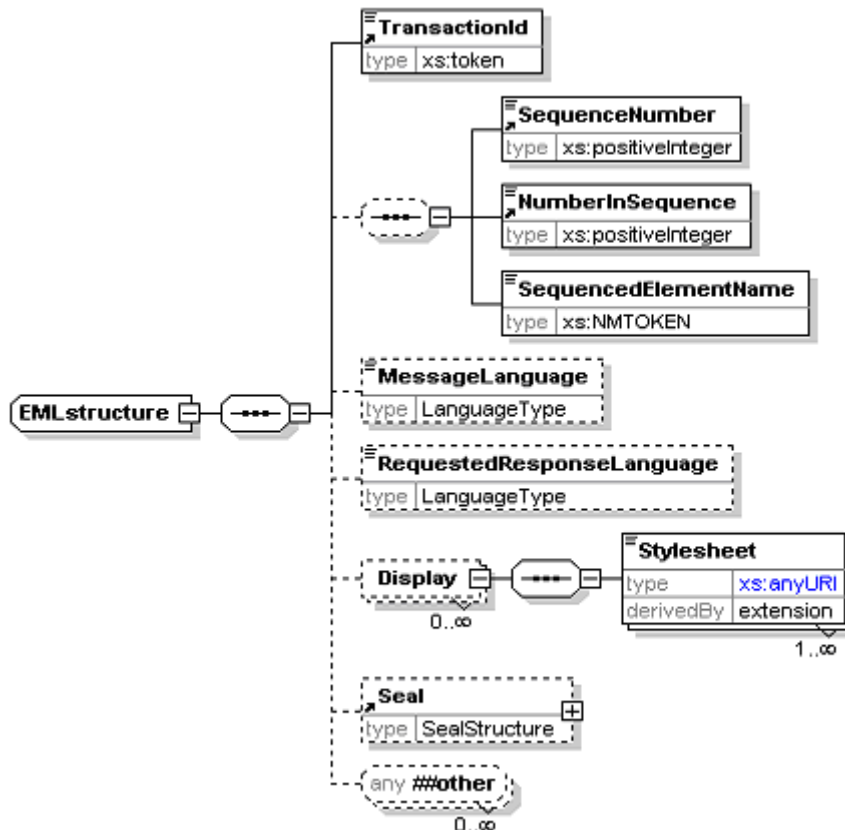 TransactionId
type xs:token
SequenceNumber
type xs:positiveInteger
NumberInSequence
type xs:positiveInteger
SequencedElementName
type xs:NMTOKEN
MessageLanguage
type LanguageType
EMLstructure
RequestedResponseLanguage
type LanguageType
Stylesheet
Display
type xs:anyURI
derivedBy extension
0..∞
1..∞
Seal
type SealStructure
any ##other
0..∞